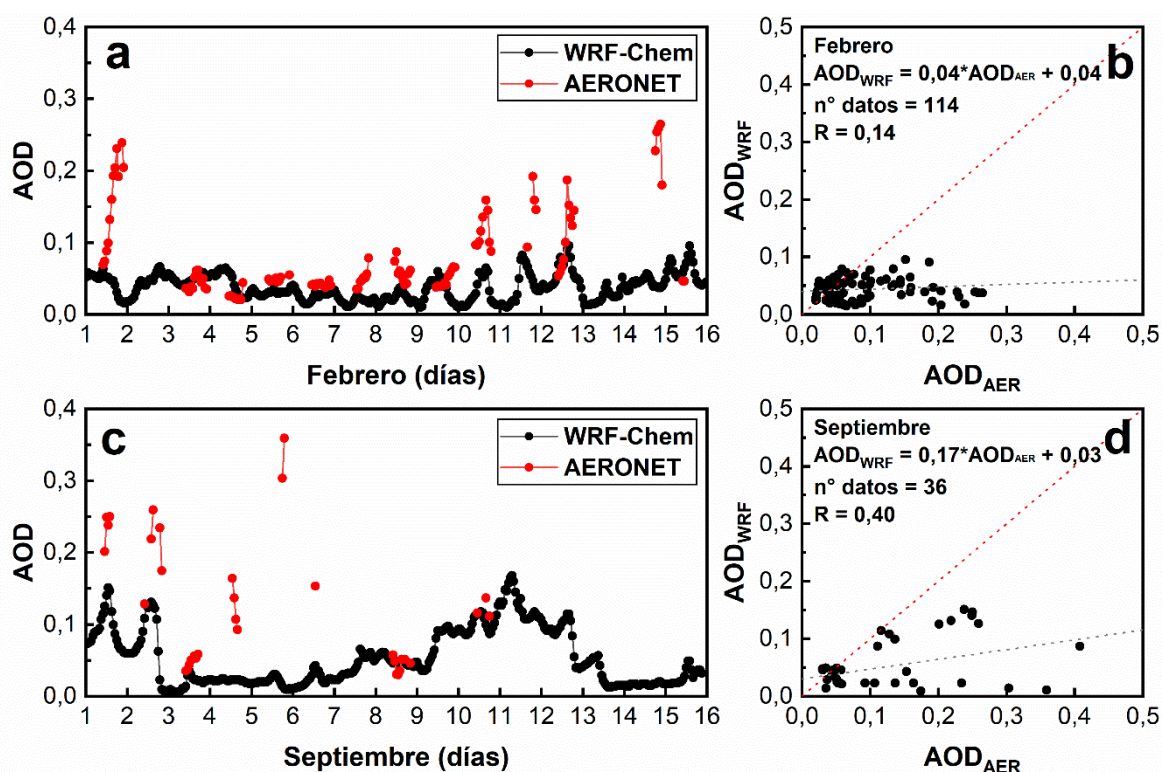 a
WRF-Chem
AERONET
0,4
0,3
0,2
0,1
0,0
AOD
1 2 3 4 5 6 7 8 9 10 11 12 13 14 15 16
Febrero (días)
b
Febrero
AOD_WRF = 0,04*AOD_AER + 0,04
n° datos = 114
R = 0,14
0,5
0,4
0,3
0,2
0,1
0,0
AOD_WRF
0,0 0,1 0,2 0,3 0,4 0,5
AOD_AER
c
WRF-Chem
AERONET
0,4
0,3
0,2
0,1
0,0
AOD
1 2 3 4 5 6 7 8 9 10 11 12 13 14 15 16
Septiembre (días)
d
Septiembre
AOD_WRF = 0,17*AOD_AER + 0,03
n° datos = 36
R = 0,40
0,5
0,4
0,3
0,2
0,1
0,0
AOD_WRF
0,0 0,1 0,2 0,3 0,4 0,5
AOD_AER